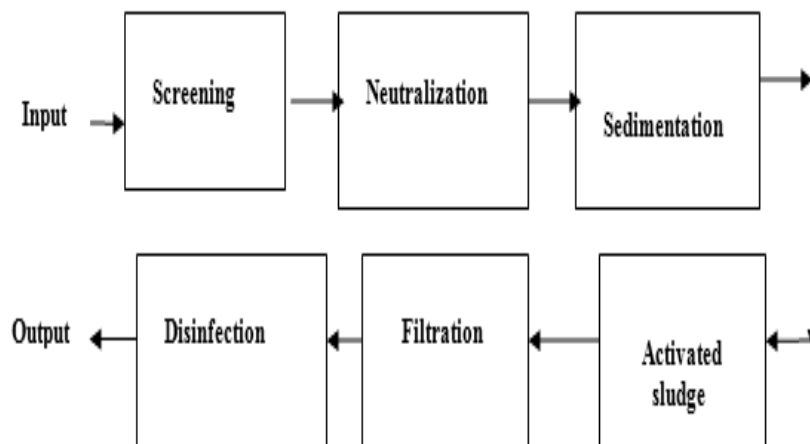 Input
Screening
Neutralization
Sedimentation
Output
Disinfection
Filtration
Activated
sludge